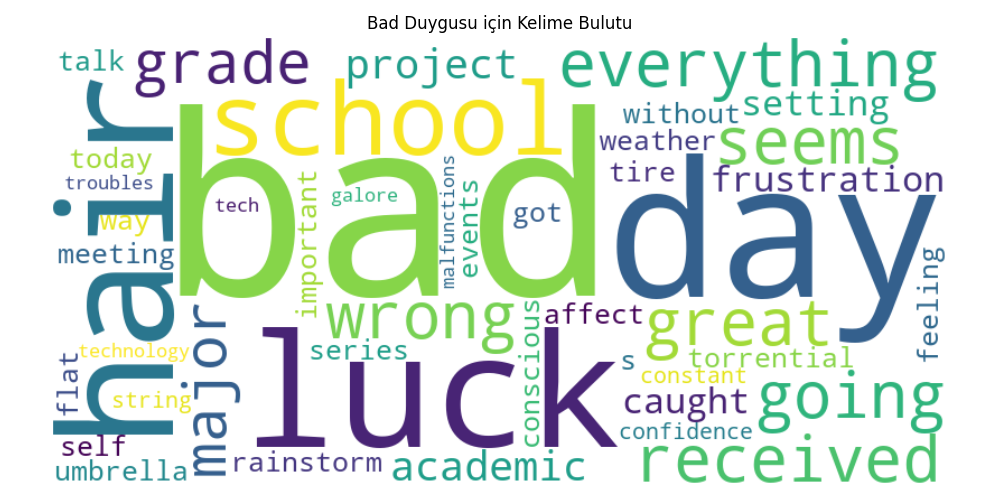 Bad Duygusu için Kelime Bulutu
talk
grade
project
everything
hair
school
without
setting
weather
seems
bad
day
today
tire
frustration
troubles
tech
galore
malfunctions
events
important
got
way
meeting
feeling
wrong
conscious
affect
great
major
luck
series
s
torrential
technology
flat
constant
going
string
caught
confidence
self
umbrella
rainstorm
academic
received